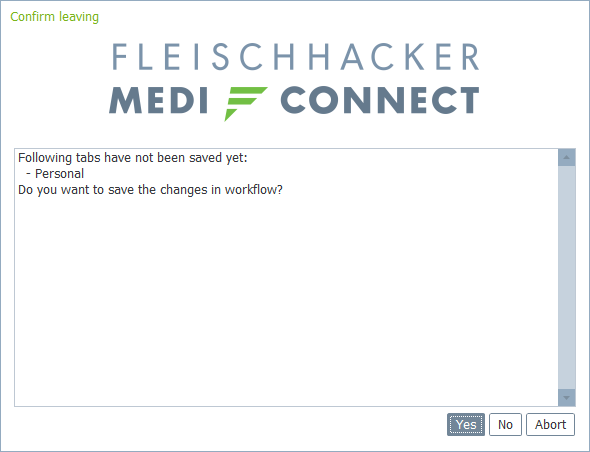 Confirm leaving
FLEISCHHACKER
MEDI CONNECT
Following tabs have not been saved yet:
- Personal
Do you want to save the changes in workflow?
Yes No Abort